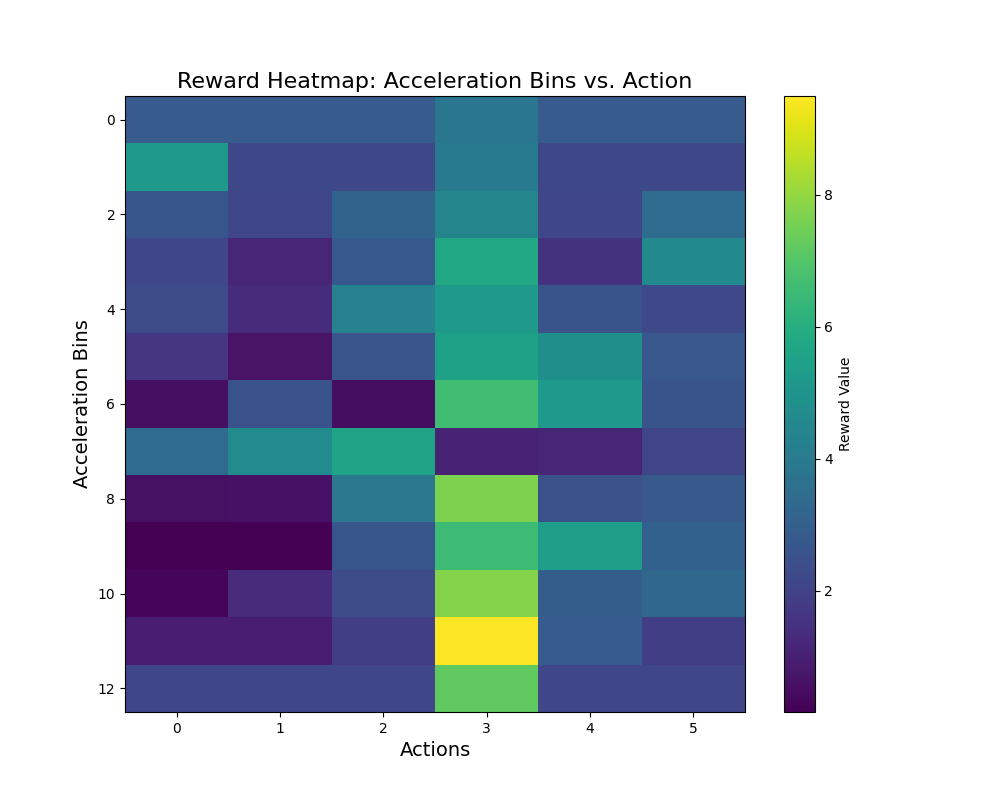 Reward Heatmap: Acceleration Bins vs. Action
0
2
4
6
8
10
12
Acceleration Bins
0 1 2 3 4 5
Actions
8
6
4
2
Reward Value